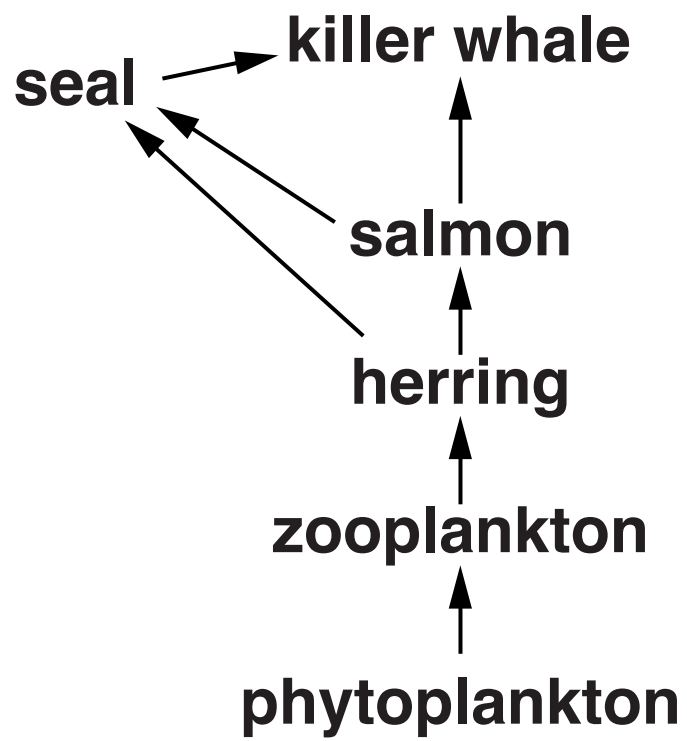 killer whale
seal
salmon
herring
zooplankton
phytoplankton